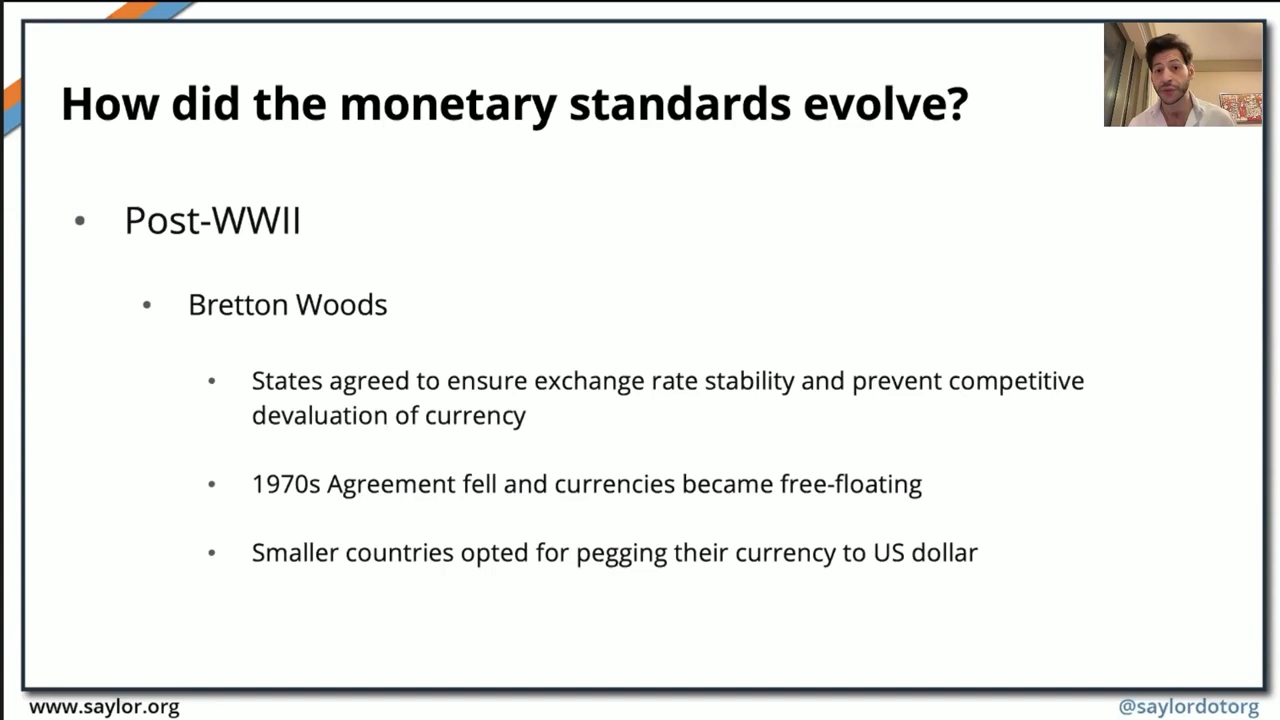 How did the monetary standards evolve?
• Post-WWII
• Bretton Woods
• States agreed to ensure exchange rate stability and prevent competitive
devaluation of currency
• 1970s Agreement fell and currencies became free-floating
• Smaller countries opted for pegging their currency to US dollar
www.saylor.org
@saylordotorg